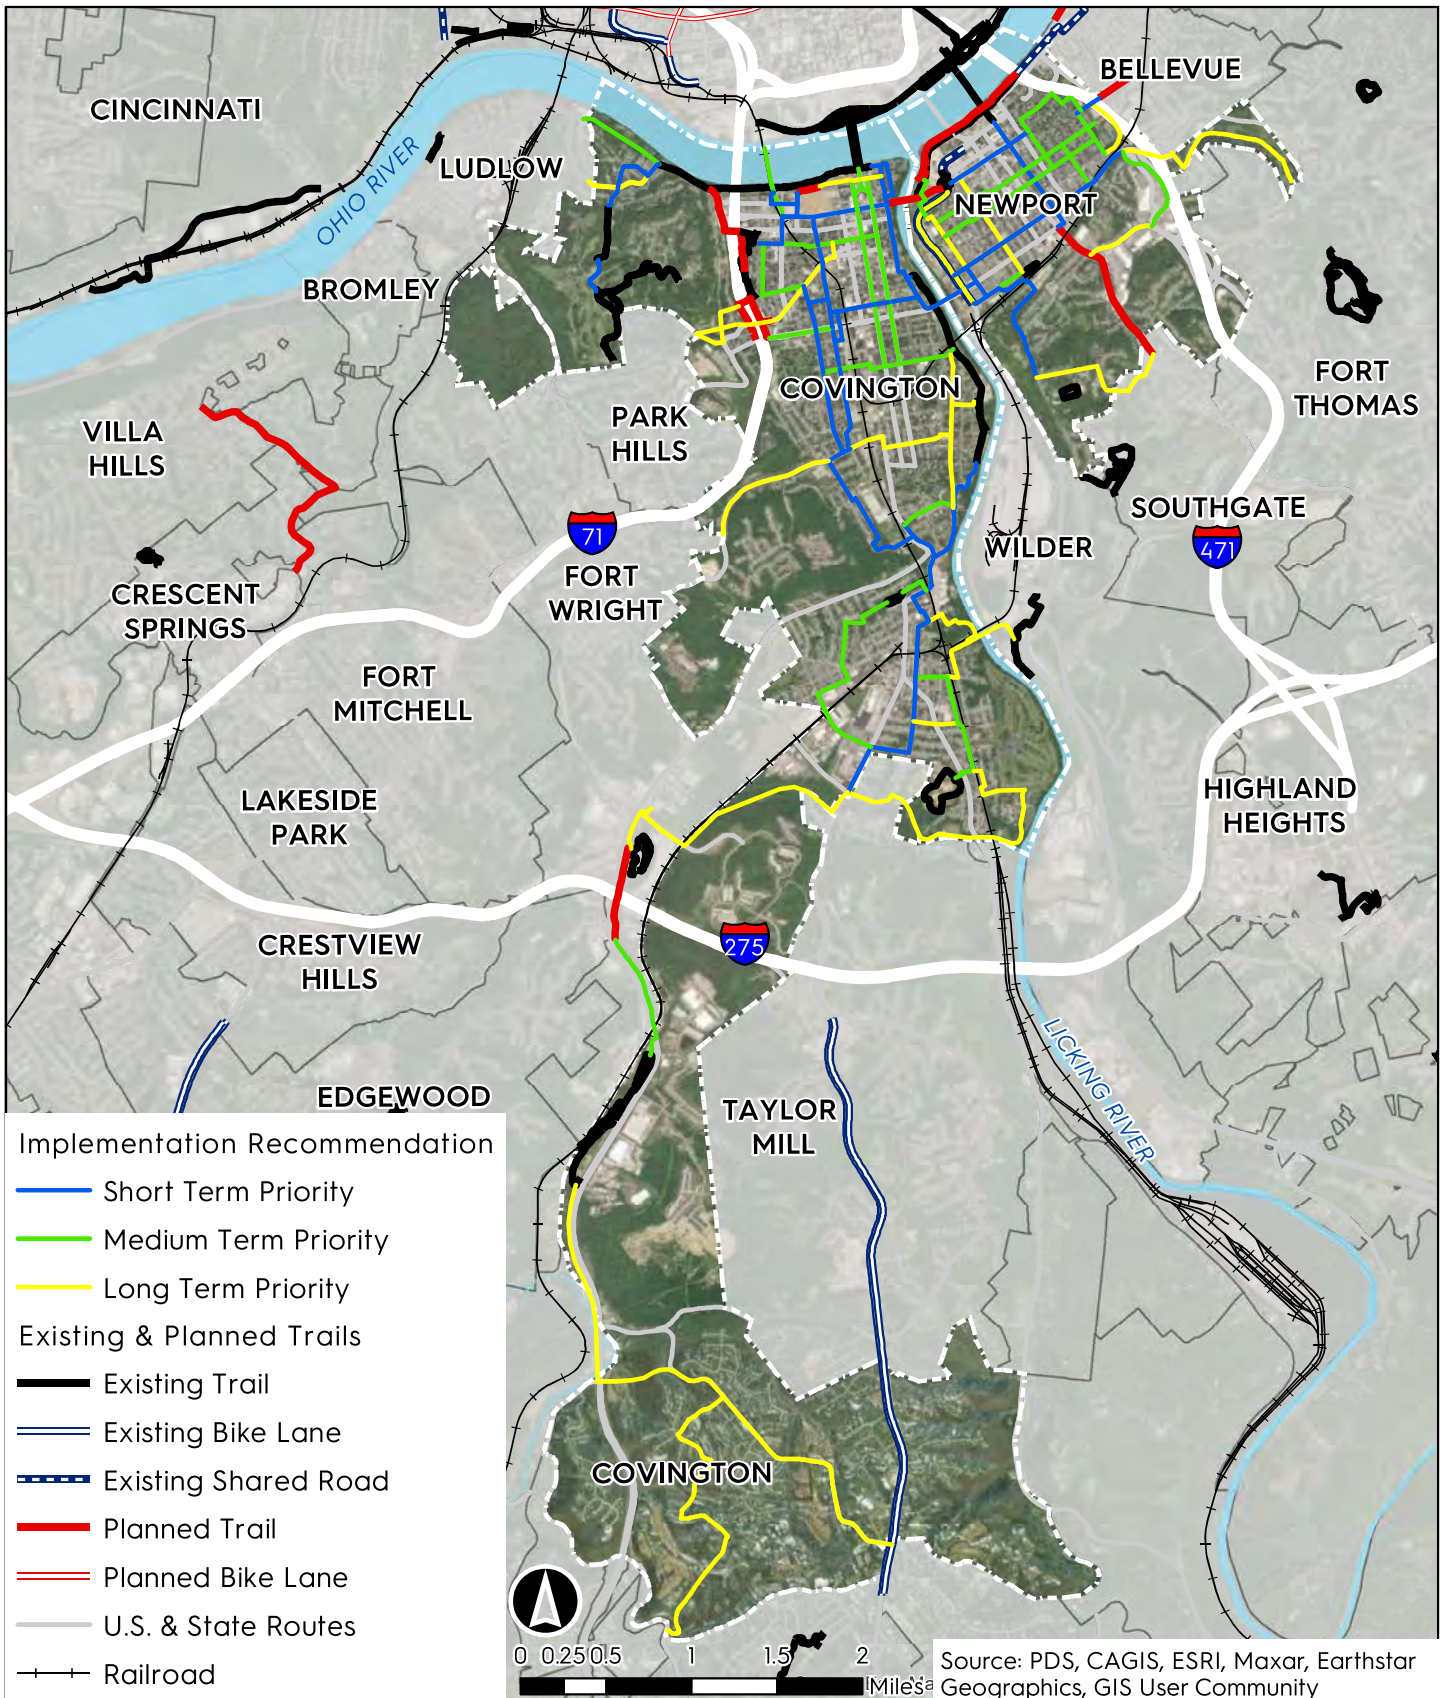 CINCINNATI
BELLEVUE
LUDLOW
OHIO RIVER
NEWPORT
BROMLEY
FORT
THOMAS
COVINGTON
PARK
HILLS
VILLA
HILLS
SOUTHGATE
71
471
WILDER
FORT
WRIGHT
CRESCENT
SPRINGS
FORT
MITCHELL
HIGHLAND
HEIGHTS
LAKESIDE
PARK
CRESTVIEW
HILLS
275
LICKING RIVER
EDGEWOOD
TAYLOR
MILL
COVINGTON
Implementation Recommendation
Short Term Priority
Medium Term Priority
Long Term Priority
Existing & Planned Trails
Existing Trail
Existing Bike Lane
Existing Shared Road
Planned Trail
Planned Bike Lane
U.S. & State Routes
Railroad
0 0.25 0.5 1 1.5 2
Miles
Source: PDS, CAGIS, ESRI, Maxar, Earthstar
Geographics, GIS User Community